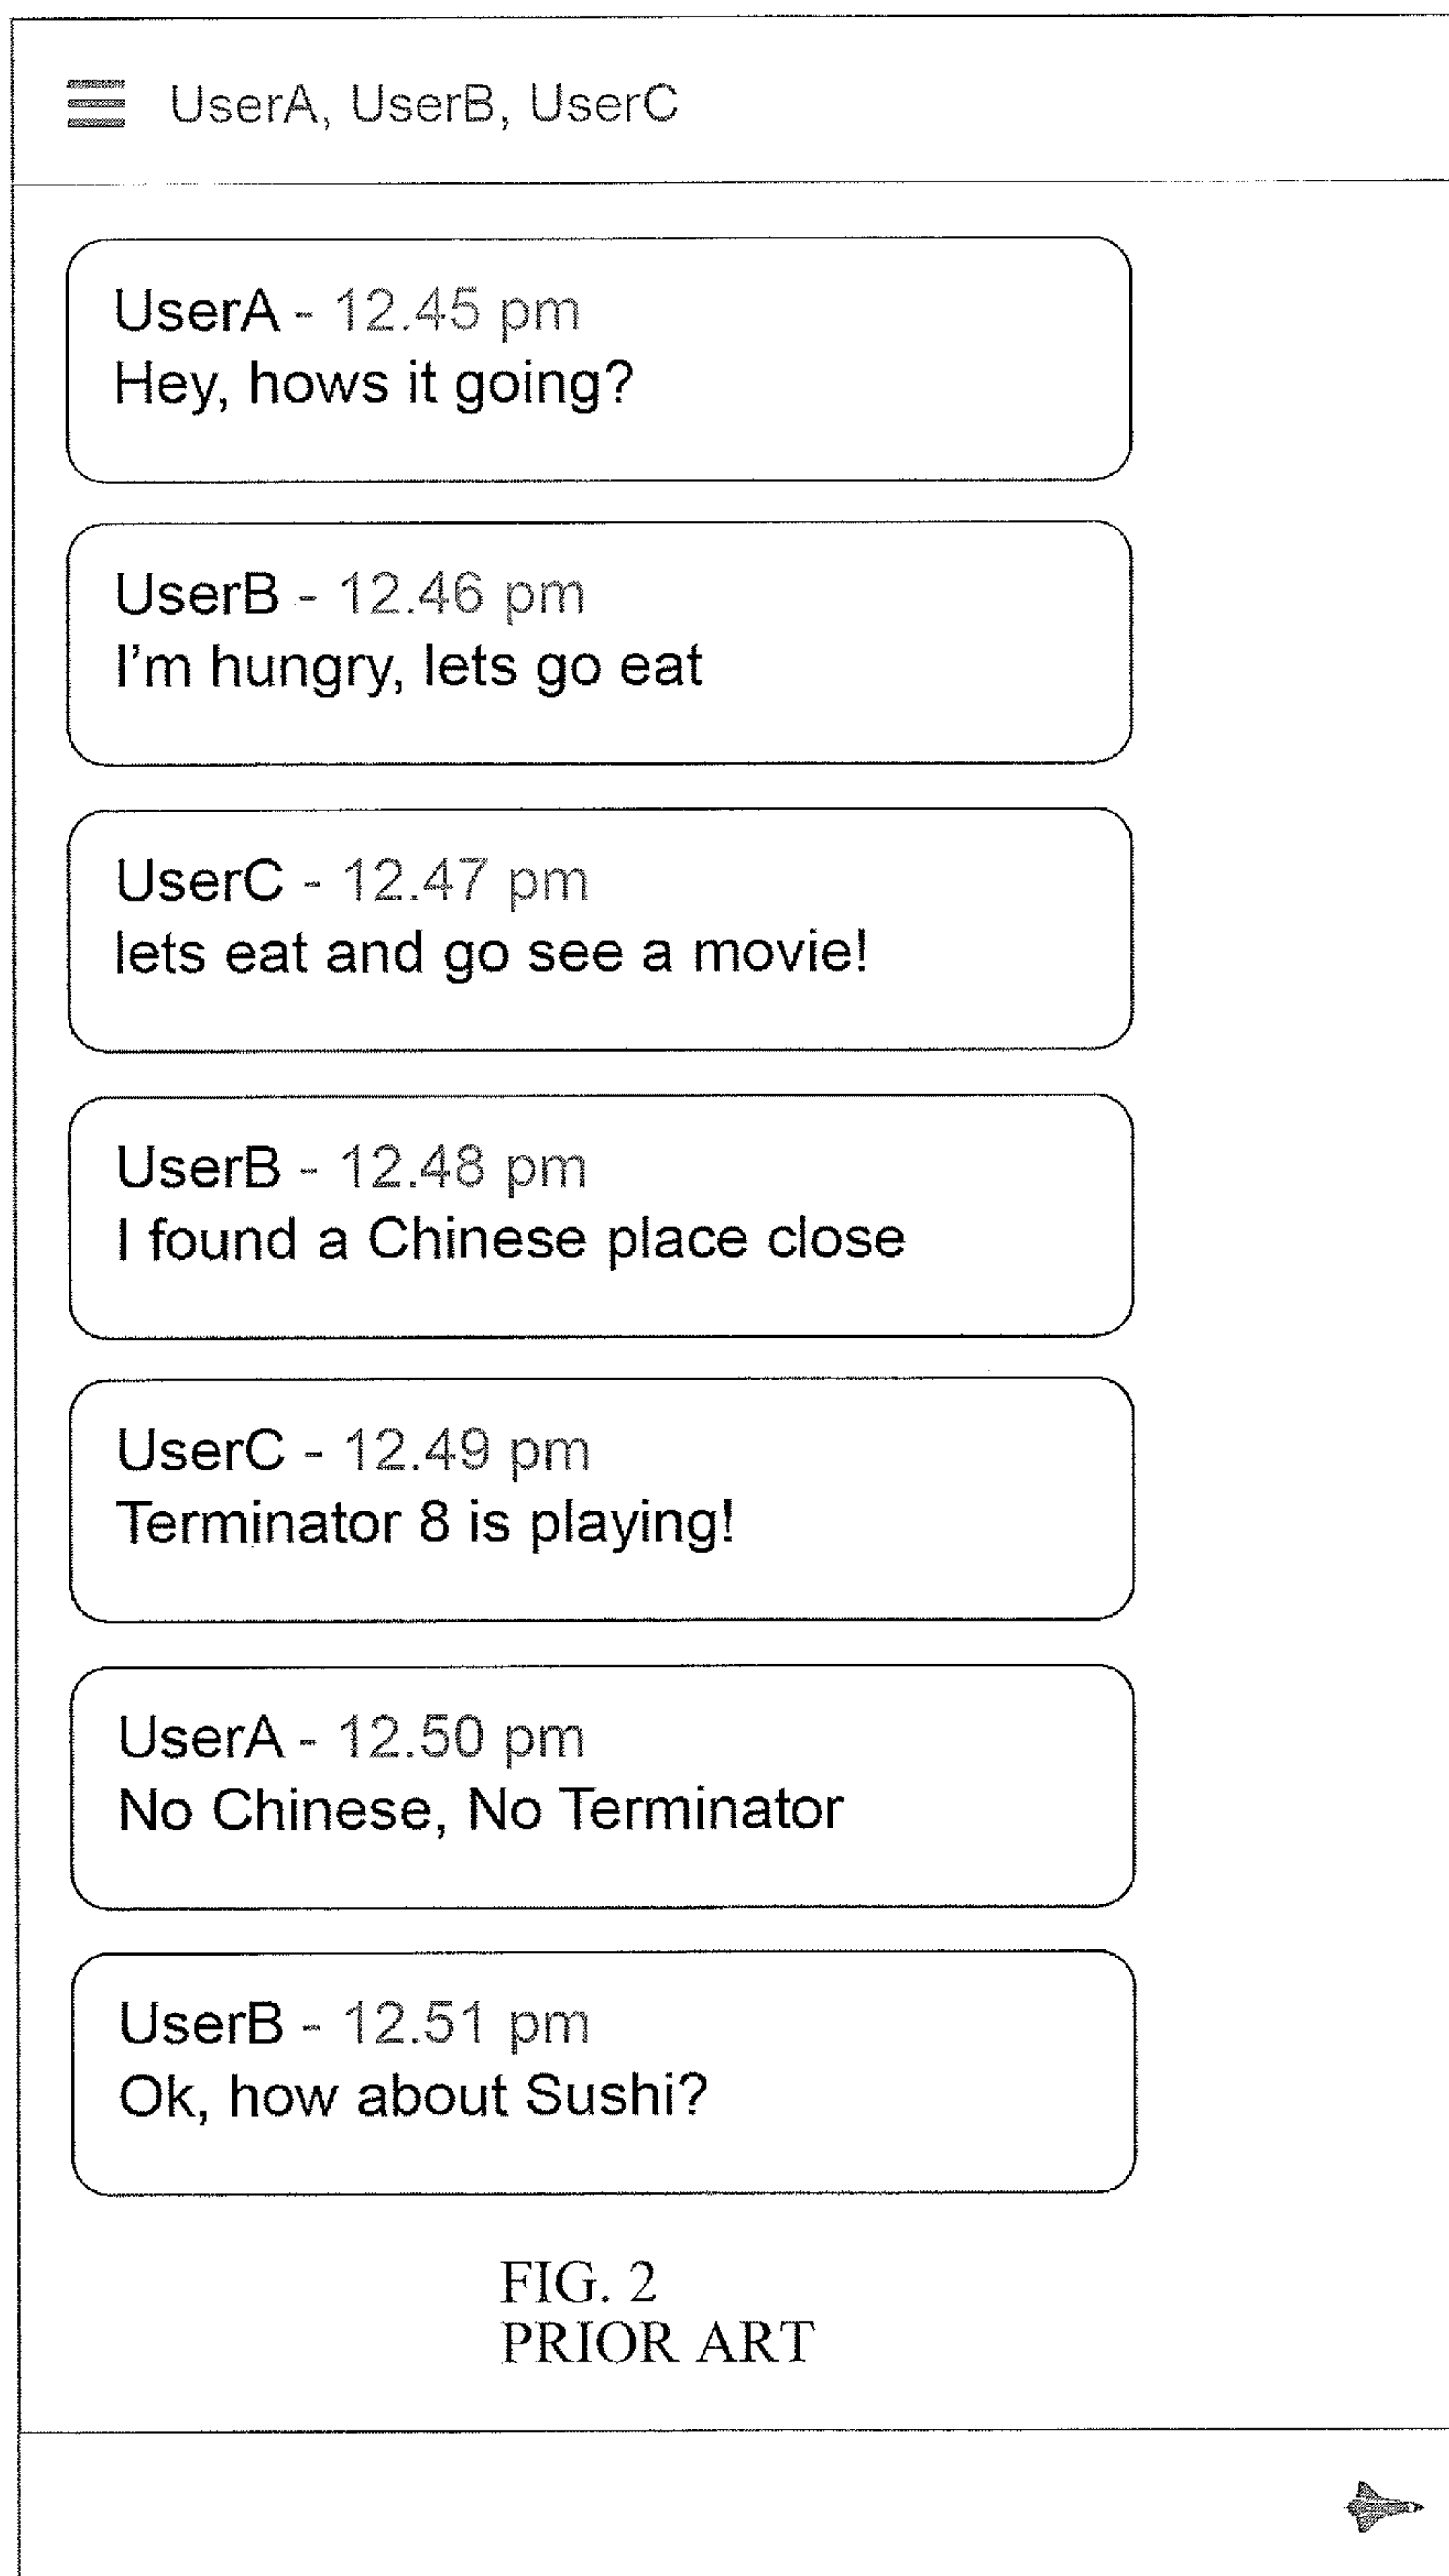 UserA, UserB, UserC
UserA - 12.45 pm
Hey, hows it going?
UserB - 12.46 pm
I'm hungry, lets go eat
UserC - 12.47 pm
lets eat and go see a movie!
UserB - 12.48 pm
I found a Chinese place close
UserC - 12.49 pm
Terminator 8 is playing!
UserA - 12.50 pm
No Chinese, No Terminator
UserB - 12.51 pm
Ok, how about Sushi?
FIG. 2
PRIOR ART